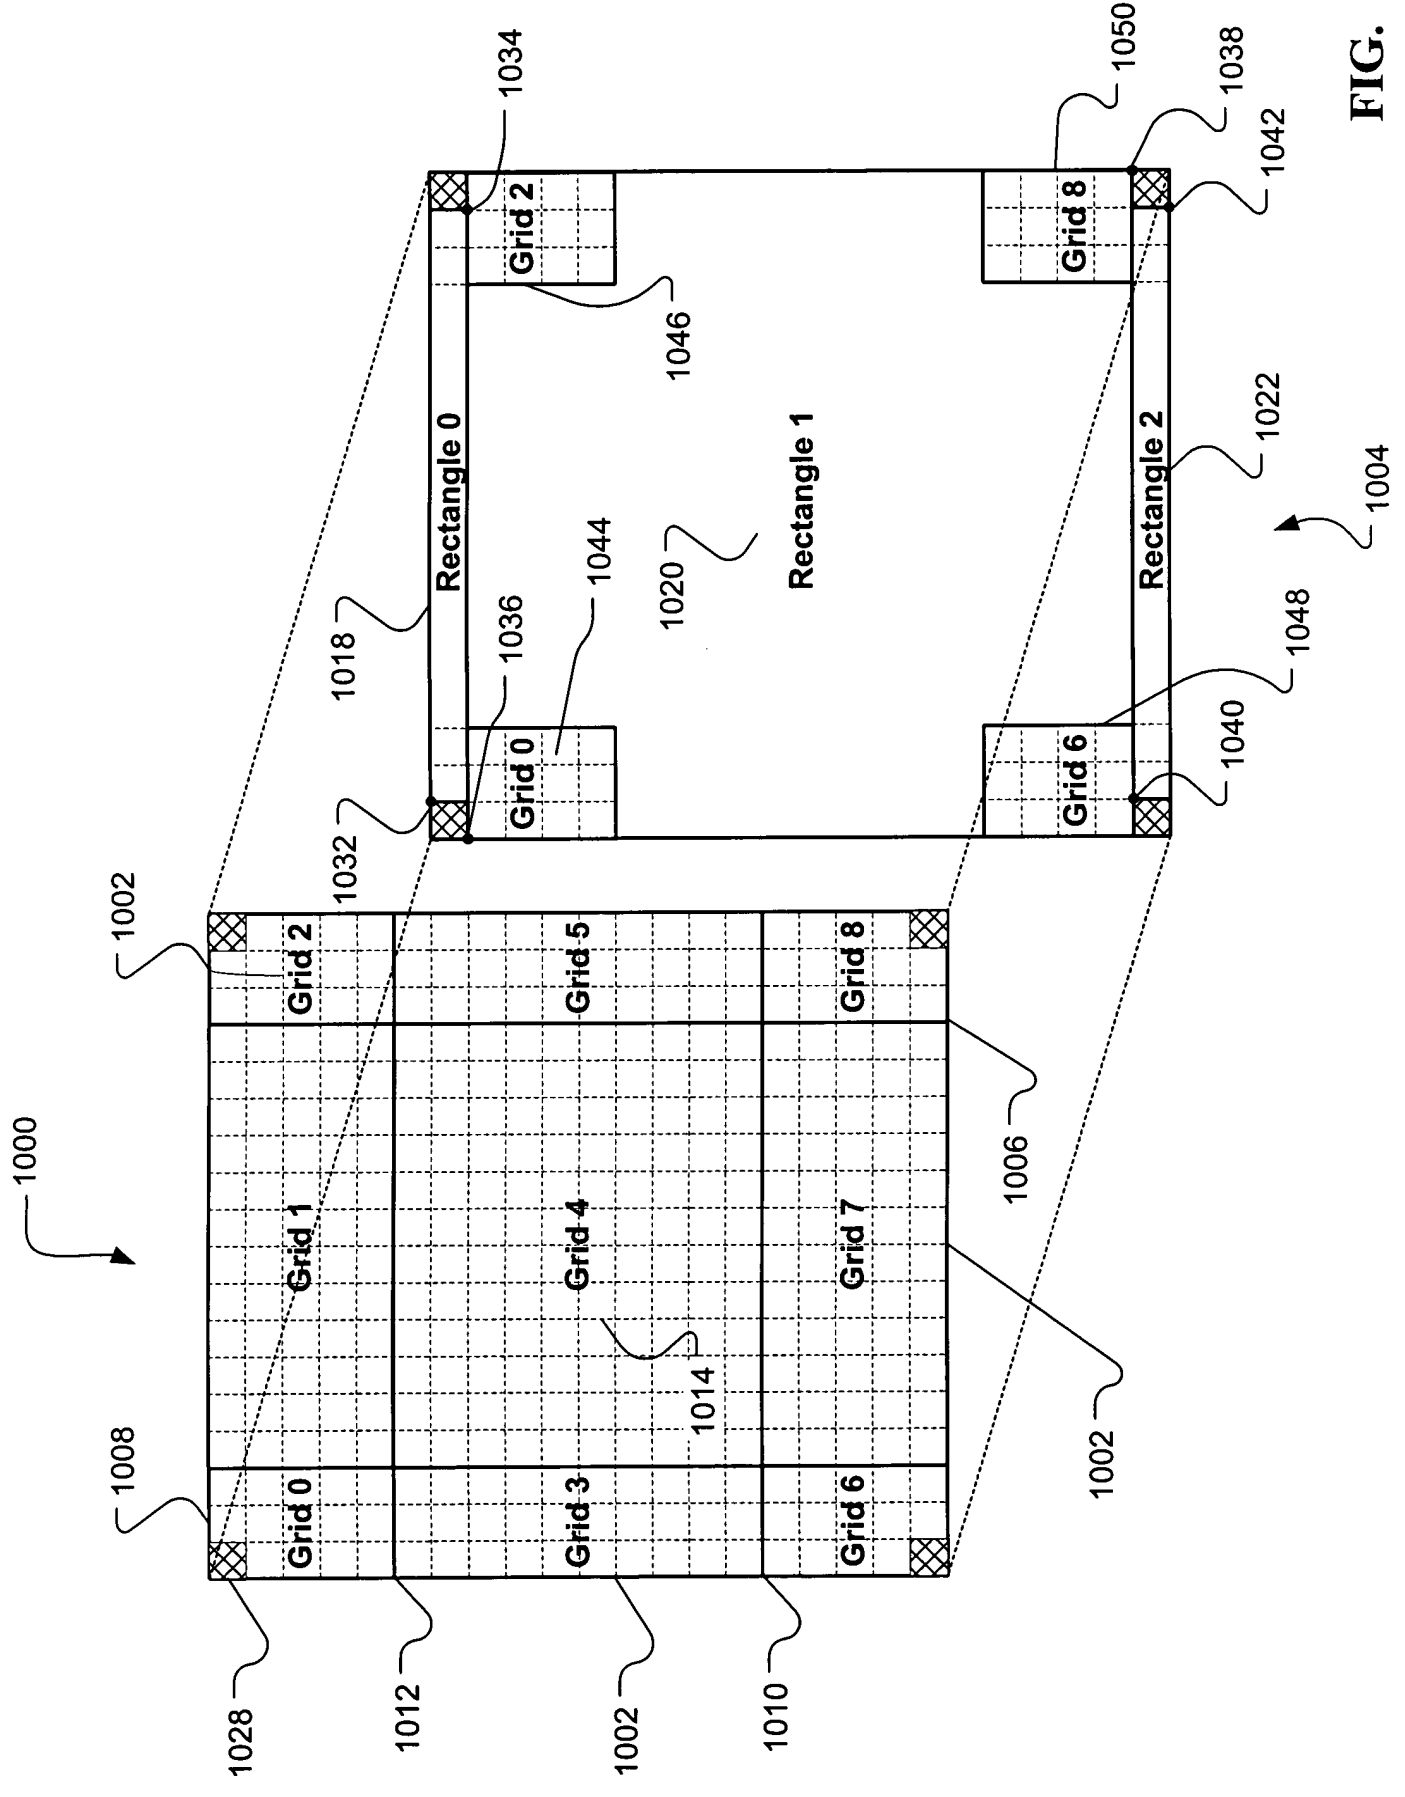 1000
1008
1002
1028
Grid 0
Grid 1
Grid 2
1012
Grid 3
Grid 4
Grid 5
1002
1014
1010
Grid 6
Grid 7
Grid 8
1002
1006
1032
1018
1034
Rectangle 0
1036
Grid 0
1044
Grid 2
1046
1020
Rectangle 1
Grid 6
Grid 8
1050
Rectangle 2
1040
1048
1022
1042
1038
1004
FIG.